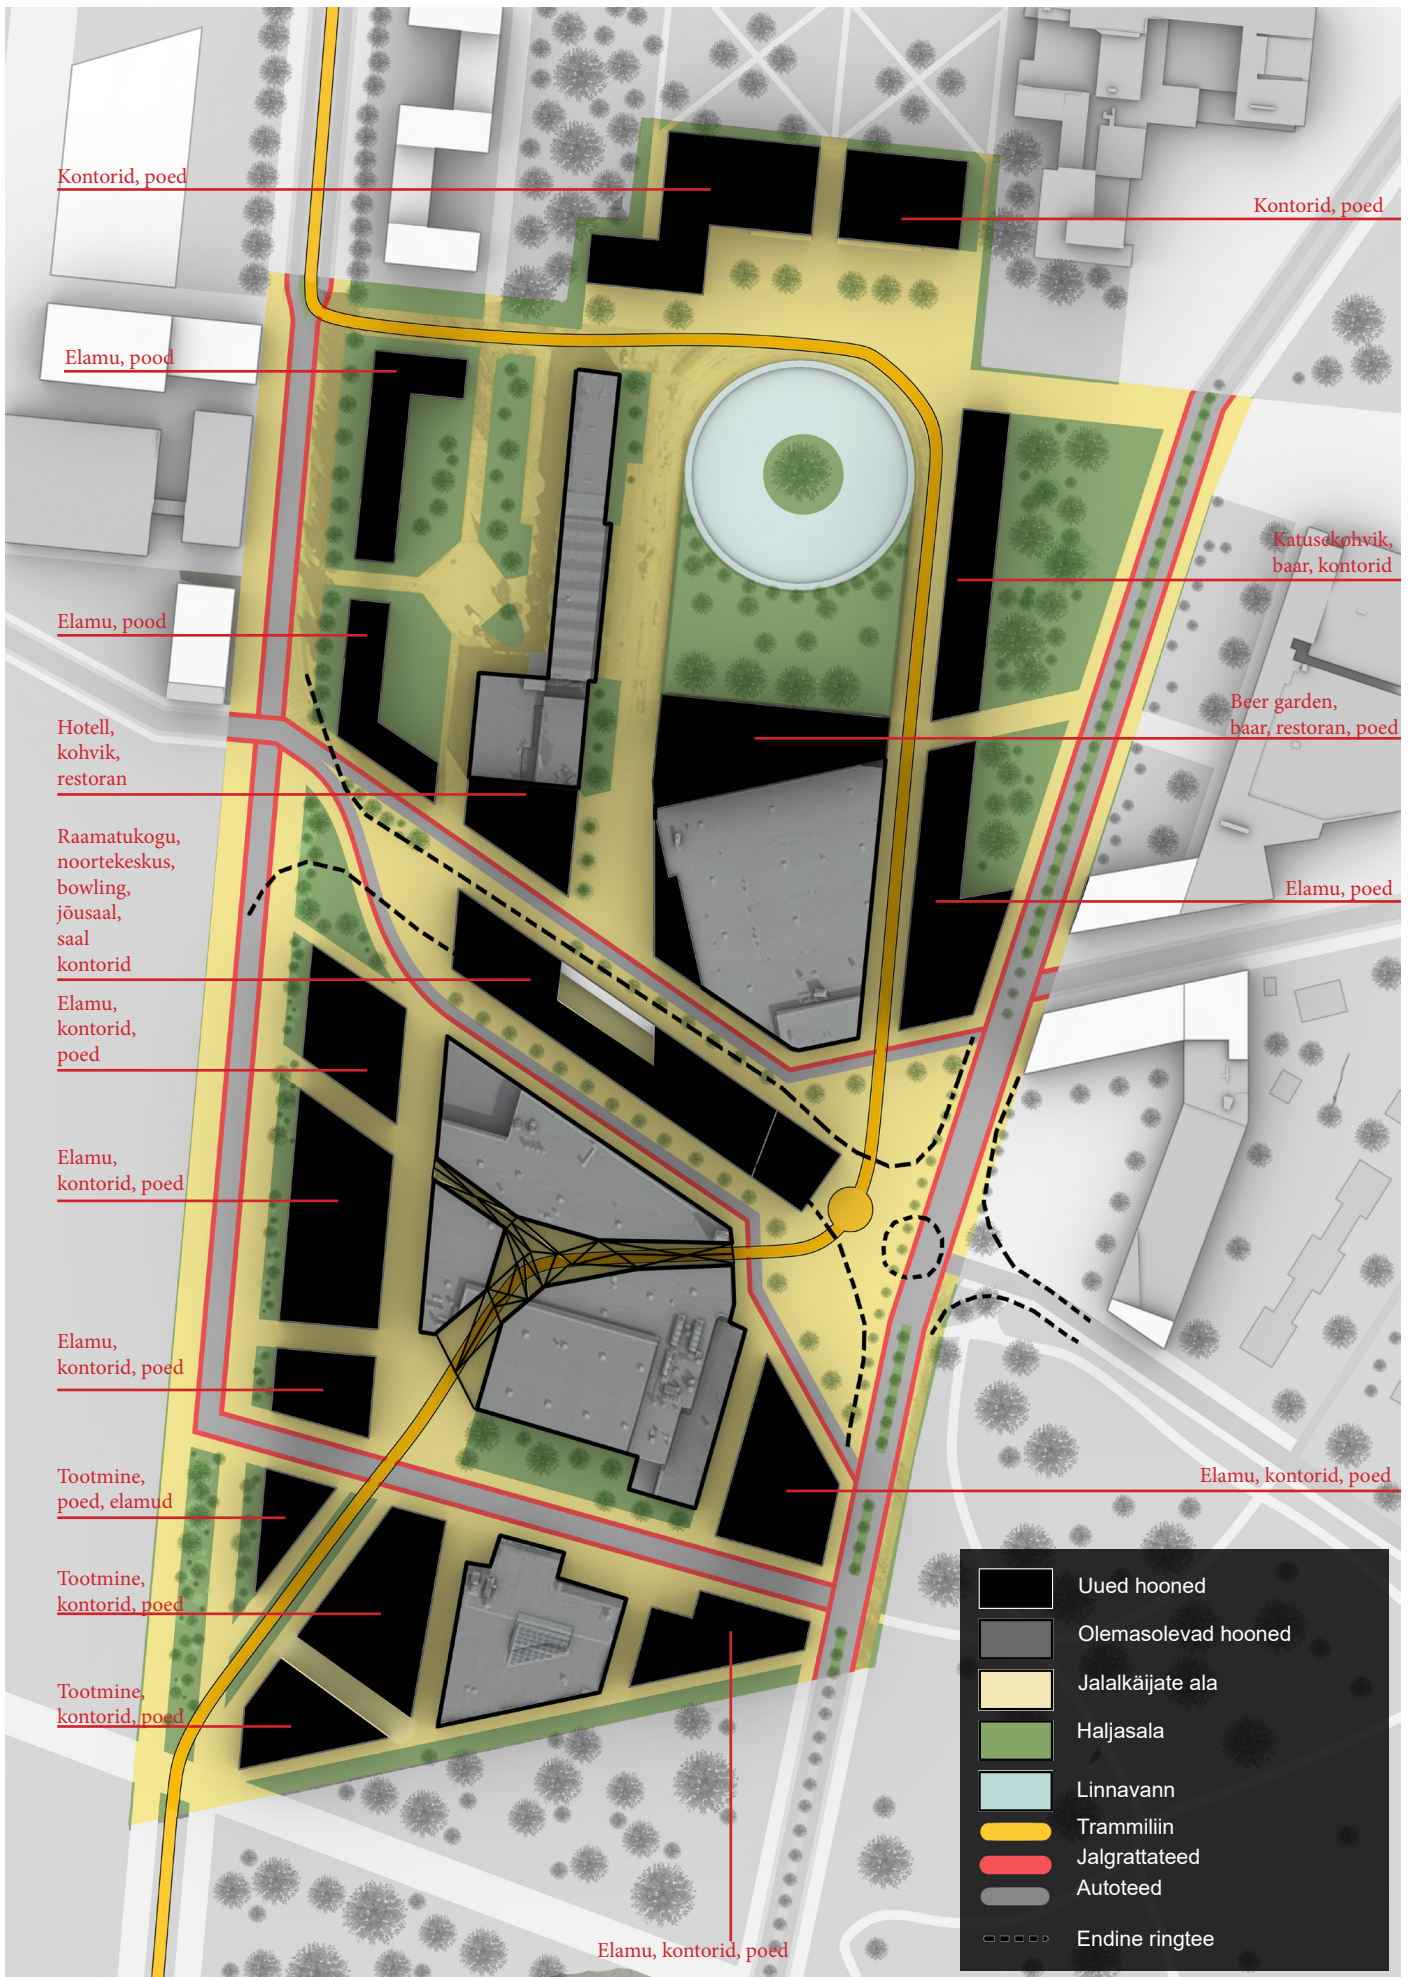 Kontorid, poed
Kontorid, poed
Elamu, pood
Katusekohvik,
baar, kontorid
Elamu, pood
Beer garden,
baar, restoran, poed
Hotell,
kohvik,
restoran
Raamatukogu,
noortekeskus,
bowling,
jõusaal,
saal
kontorid
Elamu, poed
Elamu,
kontorid,
poed
Elamu,
kontorid, poed
Elamu,
kontorid, poed
Elamu, kontorid, poed
Tootmine,
poed, elamud
Tootmine,
kontorid, poed
Tootmine,
kontorid, poed
Elamu, kontorid, poed
Uued hooned
Olemasolevad hooned
Jalalkäijate ala
Haljasala
Linnavann
Trammiliin
Jalgrattateed
Autoteed
Endine ringtee